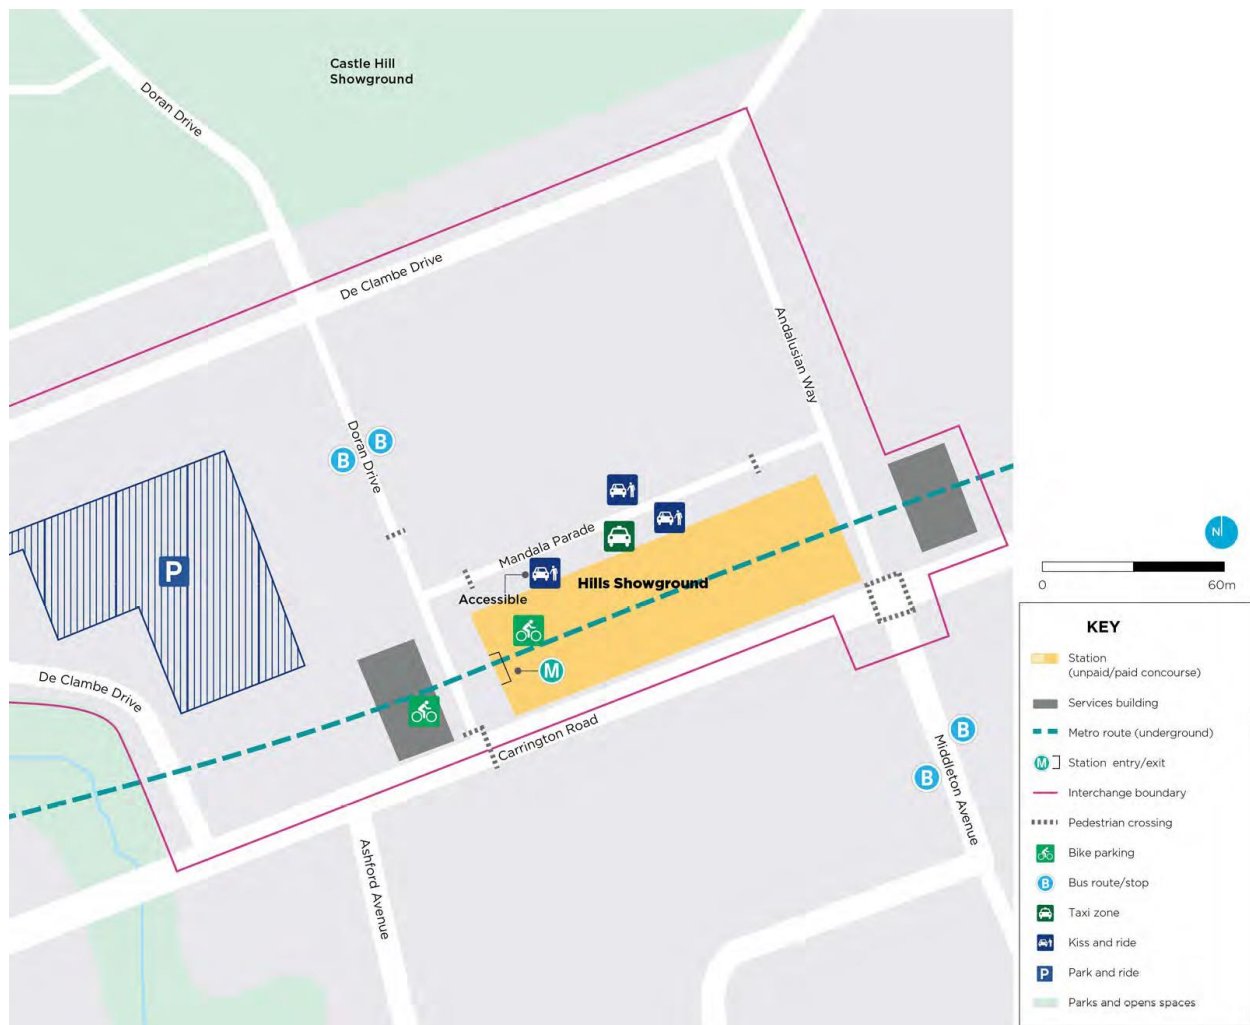 Castle Hill
Showground
Doran Drive
De Clambe Drive
Andalusian Way
Doran Drive
B
B
Mandala Parade
Hills Showground
Accessible
P
M
De Clambe Drive
Carrington Road
B
B
Middleton Avenue
Ashford Avenue
N
0
60m
KEY
Station
(unpaid/paid concourse)
Services building
Metro route (underground)
M
Station entry/exit
Interchange boundary
Pedestrian crossing
Bike parking
B
Bus route/stop
Taxi zone
Kiss and ride
P
Park and ride
Parks and opens spaces